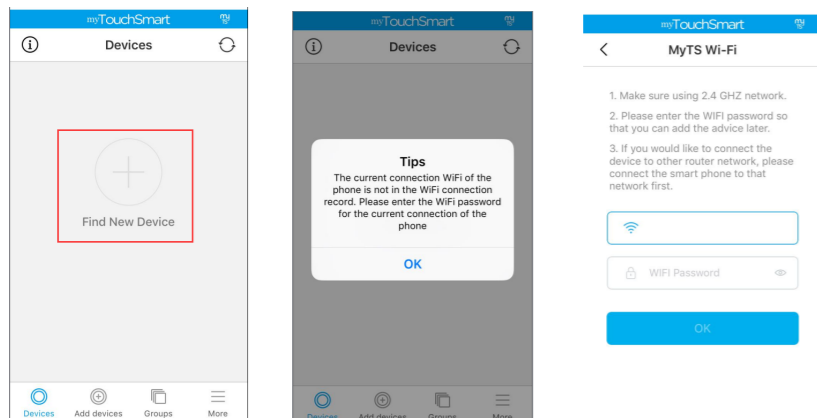 myTouchSmart my
Devices
Find New Device
Devices Add devices Groups More
myTouchSmart my
Devices
Tips
The current connection WiFi of the
phone is not in the WiFi connection
record. Please enter the WiFi password
for the current connection of the
phone
OK
Devices Add devices Groups More
myTouchSmart my
MyTS Wi-Fi
1. Make sure using 2.4 GHZ network.
2. Please enter the WIFI password so
that you can add the advice later.
3. If you would like to connect the
device to other router network, please
connect the smart phone to that
network first.
WIFI Password
OK